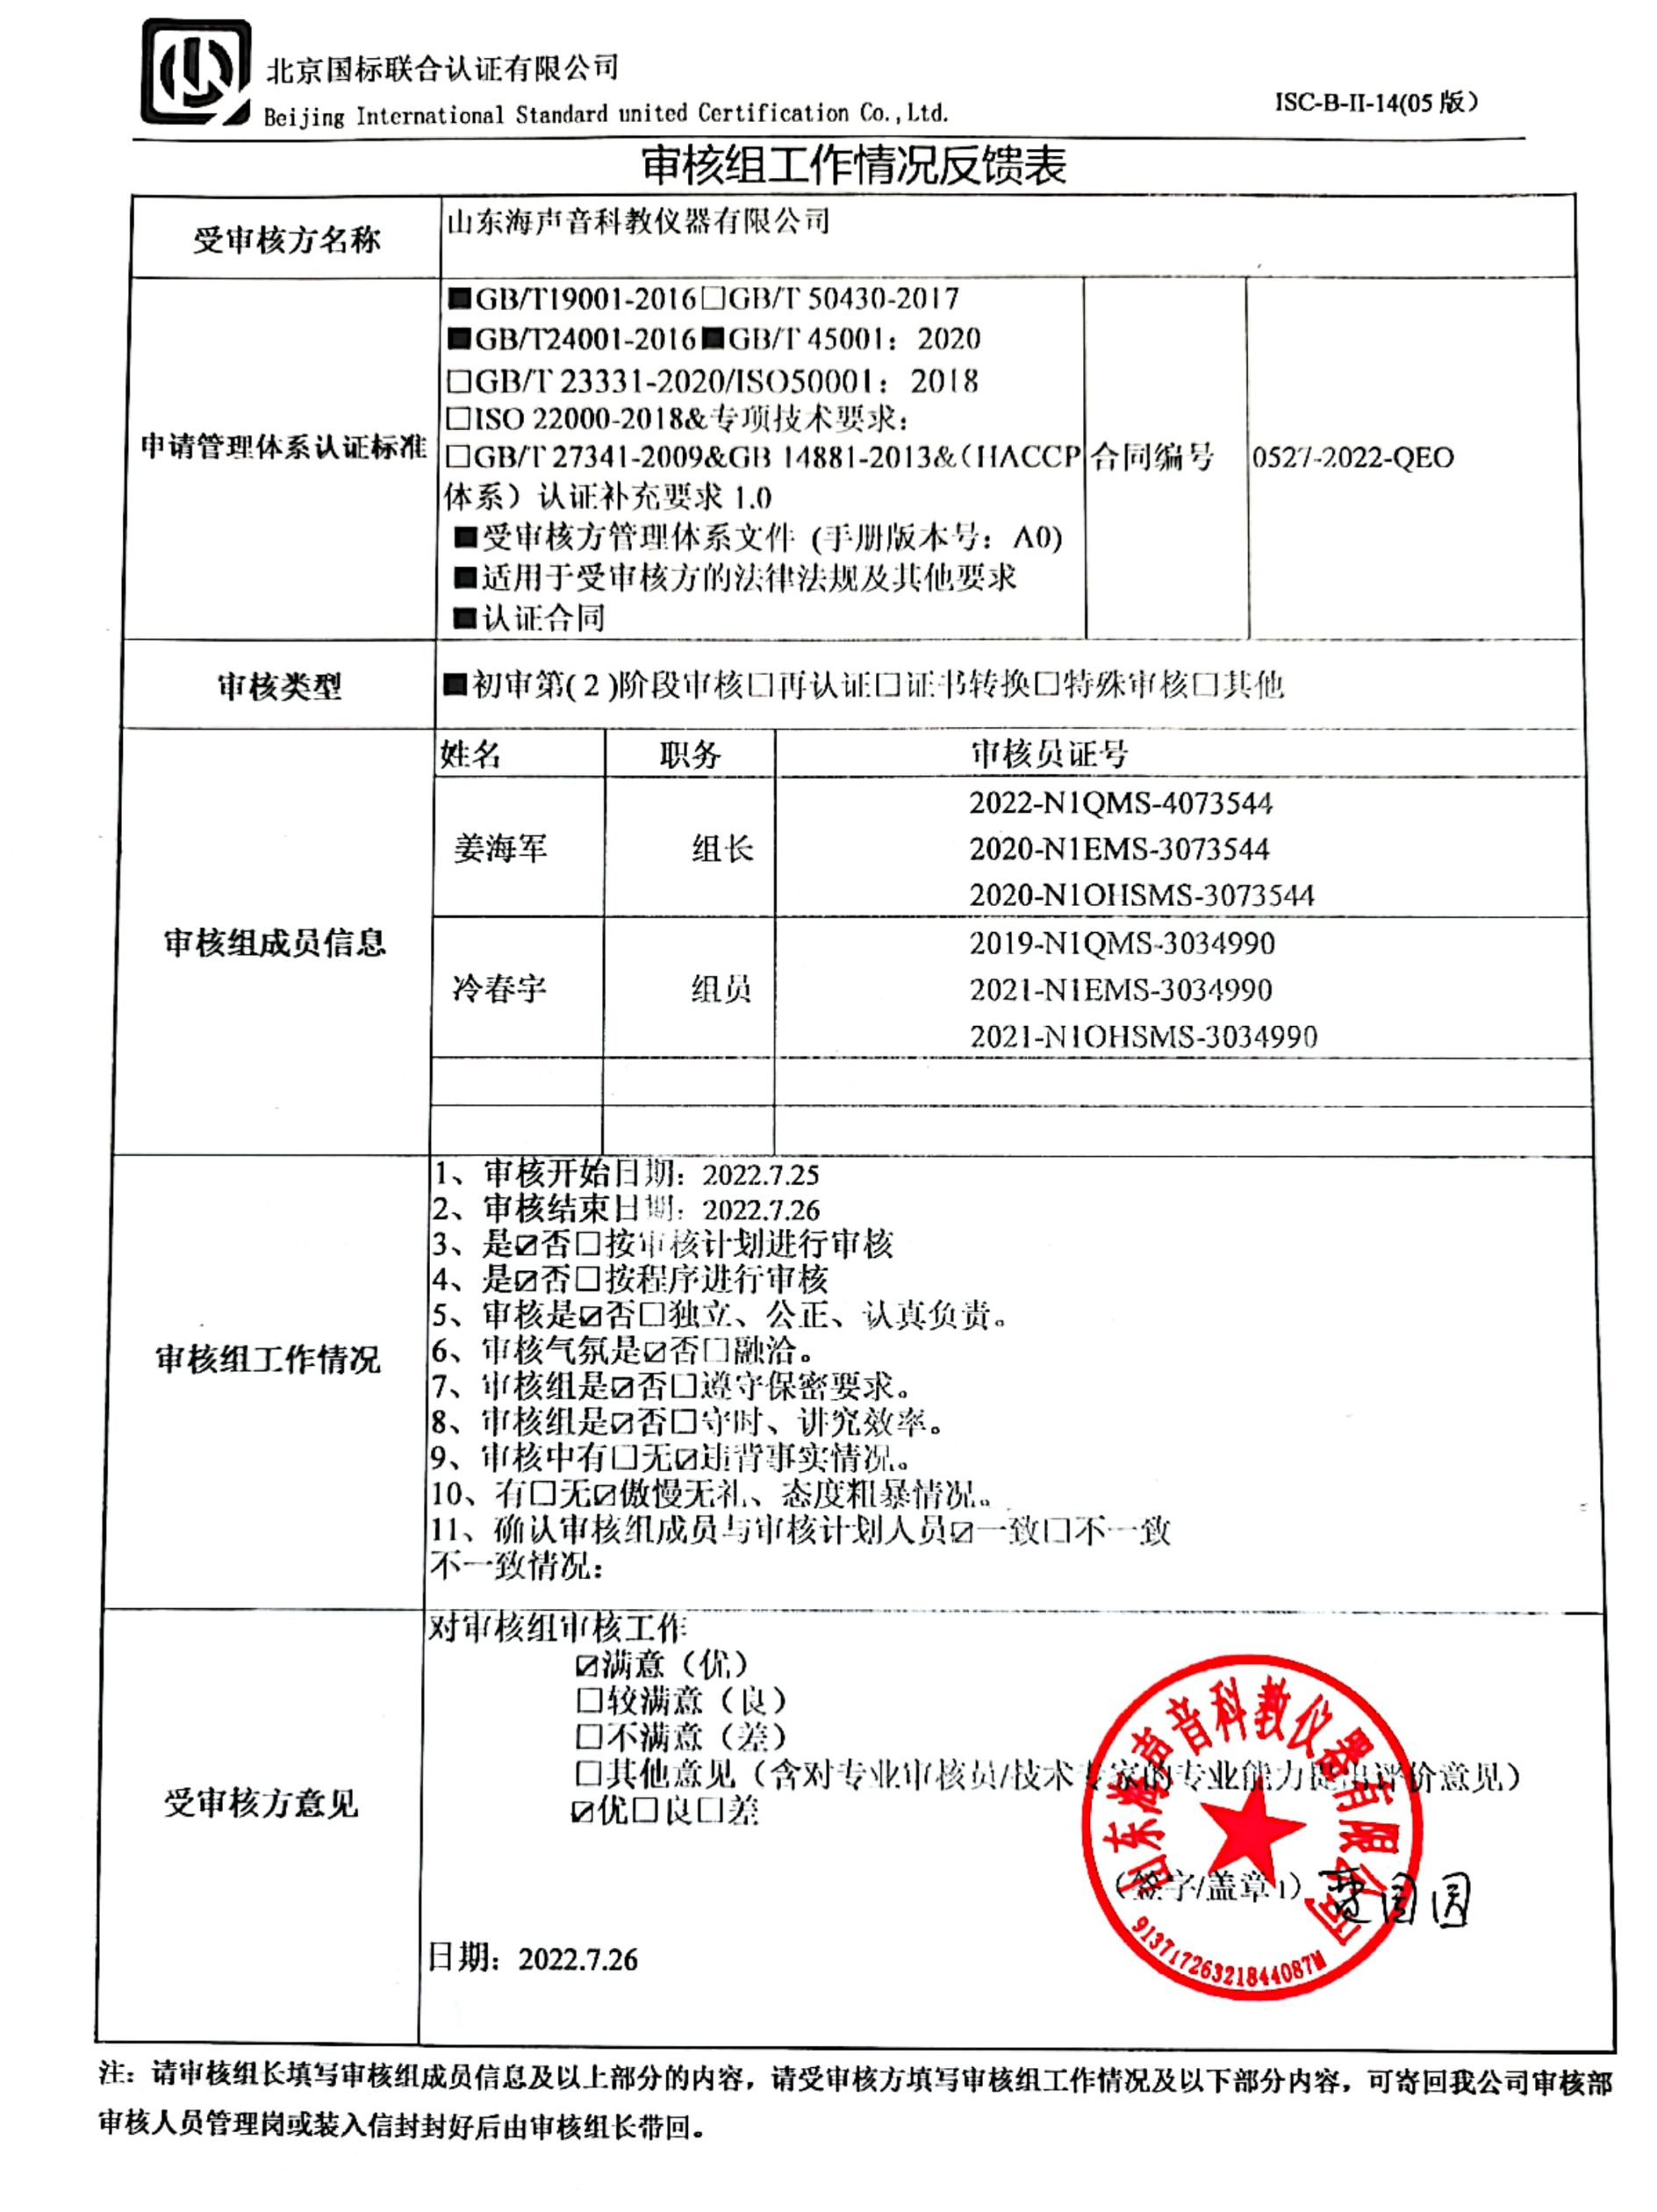 北京国标联合认证有限公司
Beijing International Standard united Certification Co.,Ltd.
ISC-B-II-14(05版)
审核组工作情况反馈表
受审核方名称
山东海声音科教仪器有限公司
申请管理体系认证标准
■GB/T19001-2016□GB/T 50430-2017
■GB/T24001-2016■GB/T 45001：2020
□GB/T 23331-2020/ISO50001：2018
□ISO 22000-2018&专项技术要求：
□GB/T 27341-2009&GB 14881-2013&（HACCP
体系）认证补充要求 1.0
■受审核方管理体系文件 (手册版本号：A0)
■适用于受审核方的法律法规及其他要求
■认证合同
合同编号
0527-2022-QEO
审核类型
■初审第( 2 )阶段审核□再认证□证书转换□特殊审核□其他
审核组成员信息
姓名 职务 审核员证号
姜海军 组长
2022-N1QMS-4073544
2020-N1EMS-3073544
2020-N1OHSMS-3073544
冷春宇 组员
2019-N1QMS-3034990
2021-N1EMS-3034990
2021-N1OHSMS-3034990
审核组工作情况
1、审核开始日期：2022.7.25
2、审核结束日期：2022.7.26
3、是☑否□按审核计划进行审核
4、是☑否□按程序进行审核
5、审核是☑否□独立、公正、认真负责。
6、审核气氛是☑否□融洽。
7、审核组是☑否□遵守保密要求。
8、审核组是☑否□守时、讲究效率。
9、审核中有□无☑违背事实情况。
10、有□无☑傲慢无礼、态度粗暴情况。
11、确认审核组成员与审核计划人员☑一致□不一致
不一致情况：
受审核方意见
对审核组审核工作
☑满意（优）
□较满意（良）
□不满意（差）
□其他意见（含对专业审核员/技术专家的专业能力提出评价意见）
☑优□良□差
（签字/盖章）
日期：2022.7.26
山东海声音科教仪器有限公司
91371726321844087M
注：请审核组长填写审核组成员信息及以上部分的内容，请受审核方填写审核组工作情况及以下部分内容，可寄回我公司审核部
审核人员管理岗或装入信封封好后由审核组长带回。